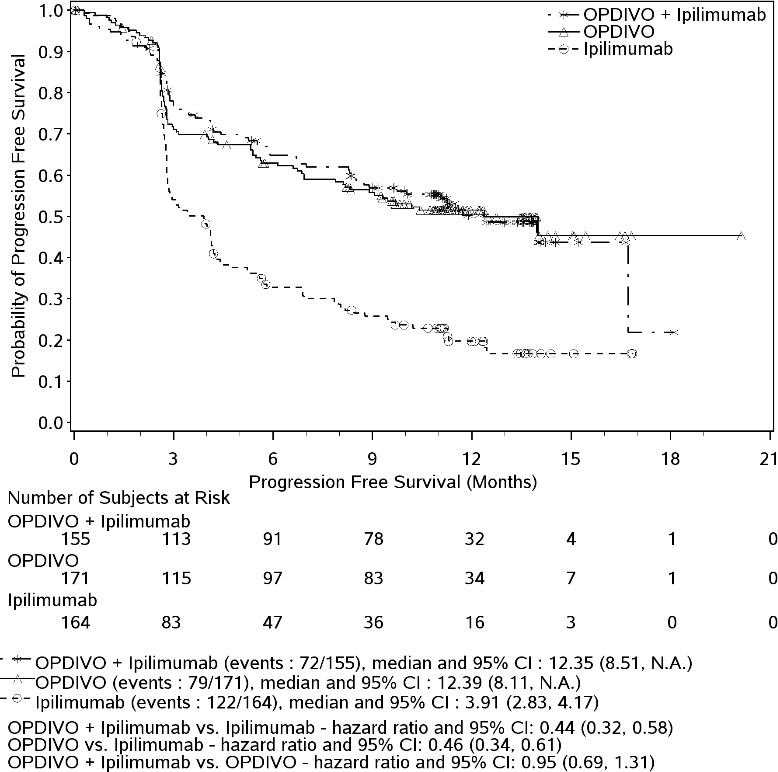 OPDIVO + Ipilimumab
OPDIVO
Ipilimumab
Probability of Progression Free Survival
1.0
0.9
0.8
0.7
0.6
0.5
0.4
0.3
0.2
0.1
0.0
0 3 6 9 12 15 18 21
Progression Free Survival (Months)
Number of Subjects at Risk
OPDIVO + Ipilimumab
155 113 91 78 32 4 1 0
OPDIVO
171 115 97 83 34 7 1 0
Ipilimumab
164 83 47 36 16 3 0 0
OPDIVO + Ipilimumab (events : 72/155), median and 95% CI : 12.35 (8.51, N.A.)
OPDIVO (events : 79/171), median and 95% CI : 12.39 (8.11, N.A.)
Ipilimumab (events : 122/164), median and 95% CI : 3.91 (2.83, 4.17)
OPDIVO + Ipilimumab vs. Ipilimumab - hazard ratio and 95% CI: 0.44 (0.32, 0.58)
OPDIVO vs. Ipilimumab - hazard ratio and 95% CI: 0.46 (0.34, 0.61)
OPDIVO + Ipilimumab vs. OPDIVO - hazard ratio and 95% CI: 0.95 (0.69, 1.31)